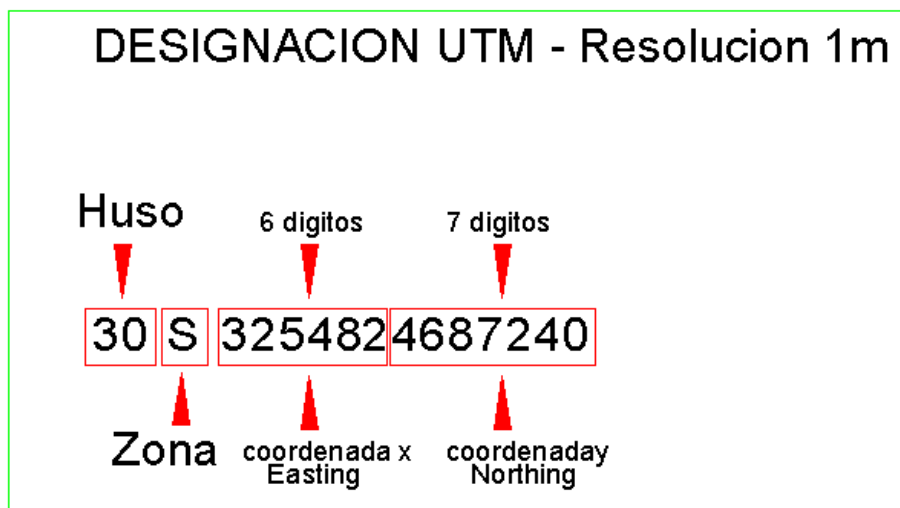 DESIGNACION UTM - Resolucion 1m
Huso
6 digitos
7 digitos
30 S 325482 4687240
Zona
coordenada x
Easting
coordenaday
Northing